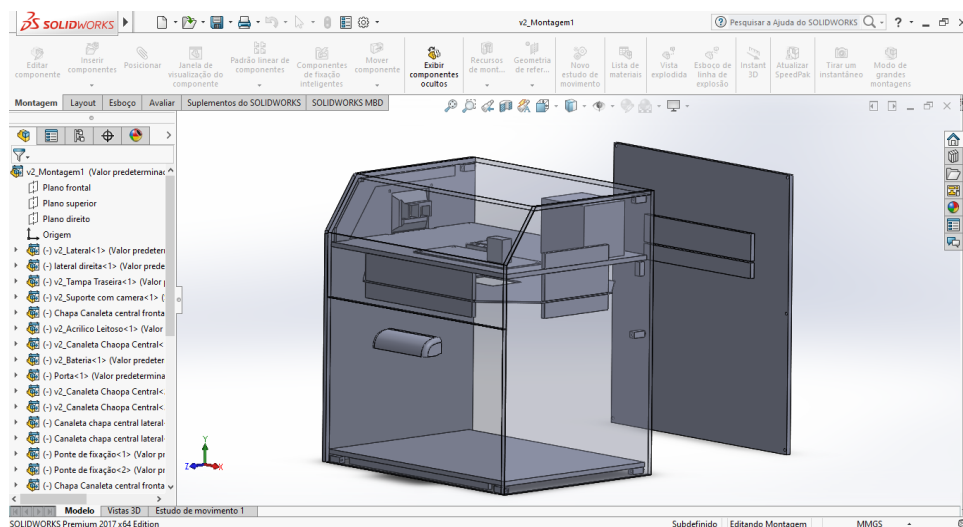 SOLIDWORKS
v2_Montagem1
Pesquisar a Ajuda do SOLIDWORKS
?
Editar componente
Inserir componentes
Posicionar
Janela de visualização do componente
Padrão linear de componentes
Componentes de fixação inteligentes
Mover componente
Exibir componentes ocultos
Recursos de mont...
Geometria de refer...
Novo estudo de movimento
Lista de materiais
Vista explodida
Esboço de linha de explosão
Instant 3D
Atualizar SpeedPak
Tirar um instantâneo
Modo de grandes montagens
Montagem Layout Esboço Avaliar Suplementos do SOLIDWORKS SOLIDWORKS MBD
v2_Montagem1 (Valor predeterminac
Plano frontal
Plano superior
Plano direito
Origem
(-) v2_Lateral<1> (Valor predeteri
(-) lateral direita<1> (Valor prede
(-) v2_Tampa Traseira<1> (Valor
(-) v2_Suporte com camera<1> (
(-) Chapa Canaleta central fronta
(-) v2_Acrilico Leitoso<1> (Valor
(-) v2_Canaleta Chaopa Central<
(-) v2_Bateria<1> (Valor predeter
(-) Porta<1> (Valor predetermina
(-) v2_Canaleta Chaopa Central<
(-) v2_Canaleta Chaopa Central<
(-) Canaleta chapa central lateral
(-) Canaleta chapa central lateral
(-) Ponte de fixação<1> (Valor pr
(-) Ponte de fixação<2> (Valor pr
(-) Chapa Canaleta central fronta
Y
Z X
Modelo Vistas 3D Estudo de movimento 1
SOLIDWORKS Premium 2017 x64 Edition Subdefinido Editando Montagem MMGS